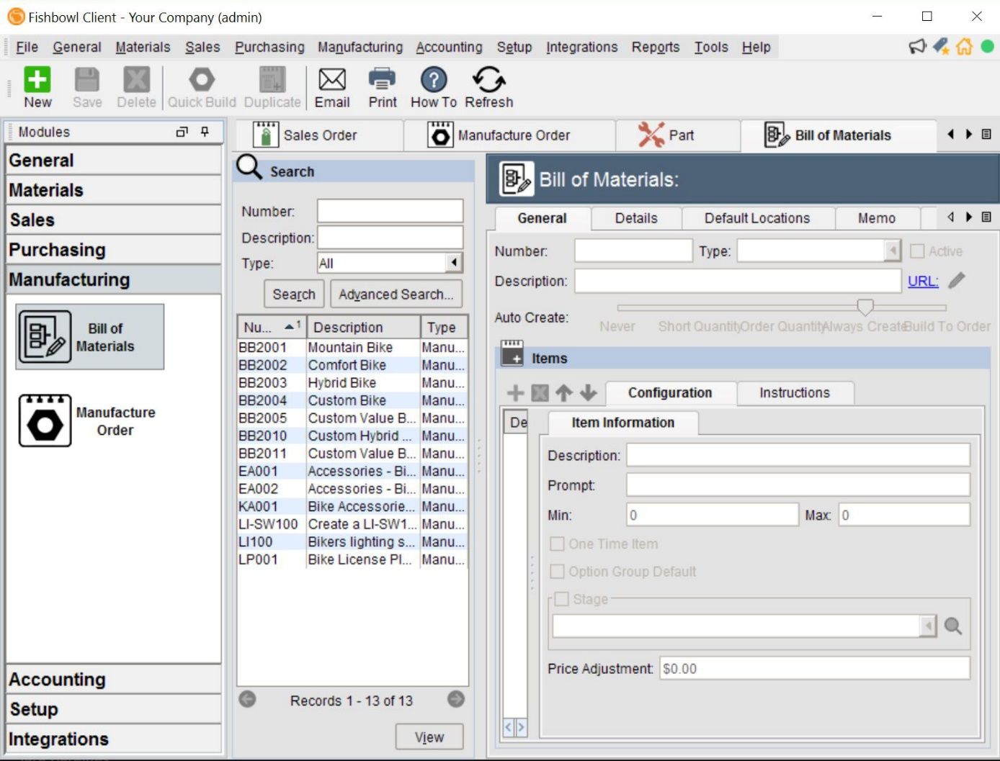 Fishbowl Client - Your Company (admin)
File General Materials Sales Purchasing Manufacturing Accounting Setup Integrations Reports Tools Help
New Save Delete Quick Build Duplicate Email Print How To Refresh
Modules
General
Materials
Sales
Purchasing
Manufacturing
Bill of
Materials
Manufacture
Order
Accounting
Setup
Integrations
Sales Order Manufacture Order Part Bill of Materials
Search
Number:
Description:
Type: All
Search Advanced Search...
Nu... 1 Description Type
BB2001 Mountain Bike Manu...
BB2002 Comfort Bike Manu...
BB2003 Hybrid Bike Manu...
BB2004 Custom Bike Manu...
BB2005 Custom Value B... Manu...
BB2010 Custom Hybrid ... Manu...
BB2011 Custom Value B... Manu...
EA001 Accessories - Bi... Manu...
EA002 Accessories - Bi... Manu...
KA001 Bike Accessorie... Manu...
LI-SW100 Create a LI-SW1... Manu...
LI100 Bikers lighting s... Manu...
LP001 Bike License Pl... Manu...
Records 1 - 13 of 13
View
Bill of Materials:
General Details Default Locations Memo
Number: Type: Active
Description: URL:
Auto Create:
Never Short Quantity Order Quantity Always Create Build To Order
Items
Configuration Instructions
De
Item Information
Description:
Prompt:
Min: 0 Max: 0
One Time Item
Option Group Default
Stage
Price Adjustment: $0.00